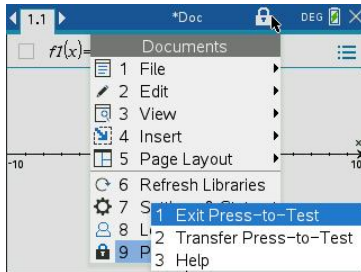 1.1 *Doc DEG
f1(x)=
Documents
1 File
2 Edit
3 View
4 Insert
5 Page Layout
-10
6 Refresh Libraries
7
8
9
1 Exit Press-to-Test
2 Transfer Press-to-Test
3 Help